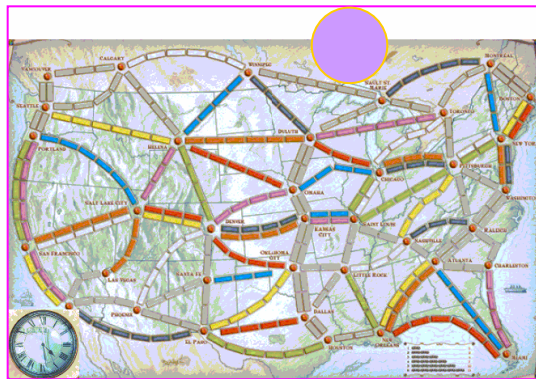 VANCOUVER
CALGARY
WINNIPEG
SAULT ST.
MARIE
MONTREAL
SEATTLE
TORONTO
BOSTON
PORTLAND
HELENA
DULUTH
PITTSBURGH
NEW YORK
CHICAGO
OMAHA
SALT LAKE CITY
DENVER
KANSAS
CITY
SAINT LOUIS
WASHINGTON
RALEIGH
NASHVILLE
SAN FRANCISCO
LAS VEGAS
SANTA FE
OKLAHOMA
CITY
LITTLE ROCK
ATLANTA
CHARLESTON
PHOENIX
EL PASO
DALLAS
HOUSTON
NEW
ORLEANS
MIAMI